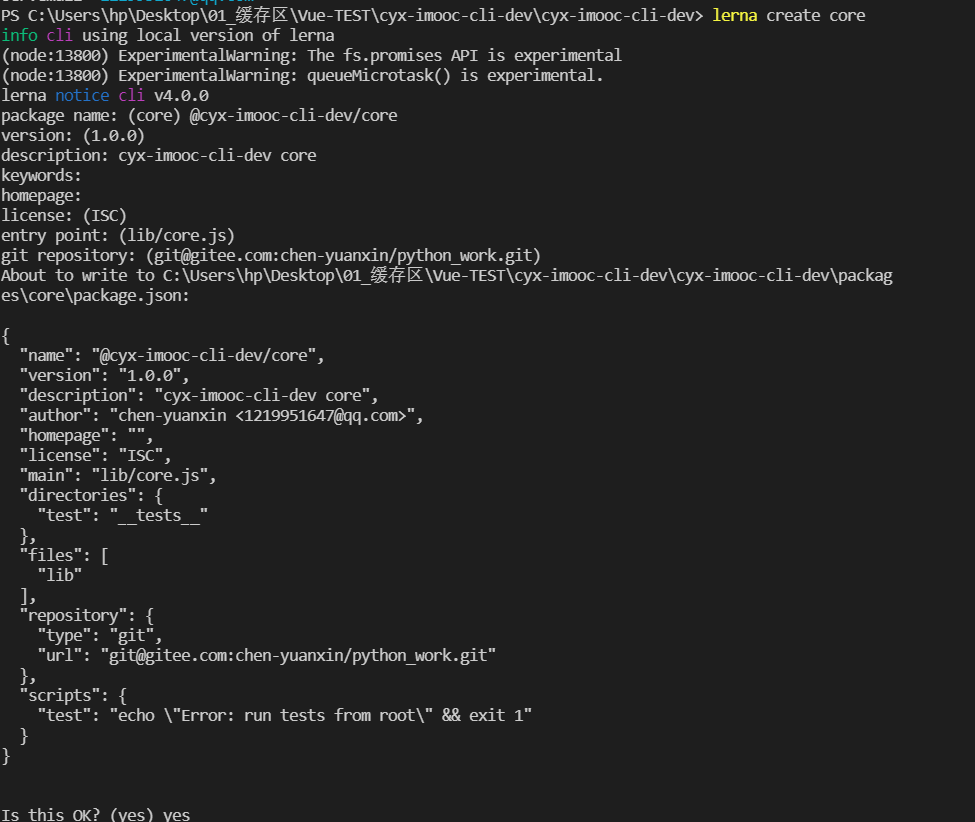 PS C:\Users\hp\Desktop\01_缓存区\Vue-TEST\cyx-imooc-cli-dev\cyx-imooc-cli-dev> lerna create core
info cli using local version of lerna
(node:13800) ExperimentalWarning: The fs.promises API is experimental
(node:13800) ExperimentalWarning: queueMicrotask() is experimental.
lerna notice cli v4.0.0
package name: (core) @cyx-imooc-cli-dev/core
version: (1.0.0)
description: cyx-imooc-cli-dev core
keywords:
homepage:
license: (ISC)
entry point: (lib/core.js)
git repository: (git@gitee.com:chen-yuanxin/python_work.git)
About to write to C:\Users\hp\Desktop\01_缓存区\Vue-TEST\cyx-imooc-cli-dev\cyx-imooc-cli-dev\packag
es\core\package.json:
{
  "name": "@cyx-imooc-cli-dev/core",
  "version": "1.0.0",
  "description": "cyx-imooc-cli-dev core",
  "author": "chen-yuanxin <1219951647@qq.com>",
  "homepage": "",
  "license": "ISC",
  "main": "lib/core.js",
  "directories": {
    "test": "__tests__"
  },
  "files": [
    "lib"
  ],
  "repository": {
    "type": "git",
    "url": "git@gitee.com:chen-yuanxin/python_work.git"
  },
  "scripts": {
    "test": "echo \"Error: run tests from root\" && exit 1"
  }
}
Is this OK? (yes) yes